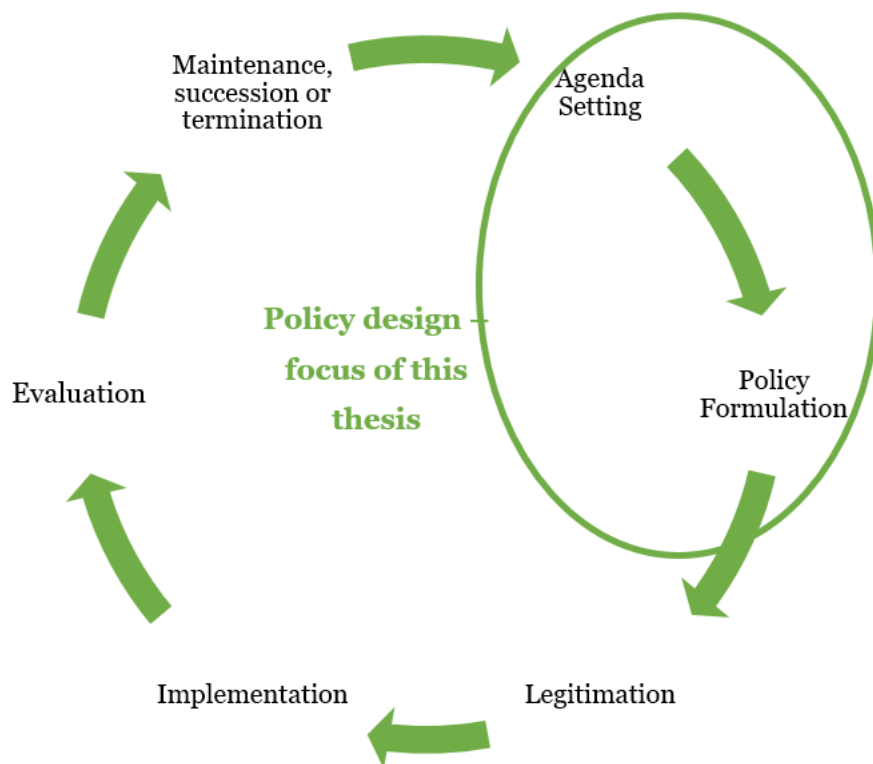 Maintenance,
succession or
termination
Agenda
Setting
Policy design –
focus of this
thesis
Policy
Formulation
Evaluation
Implementation
Legitimation